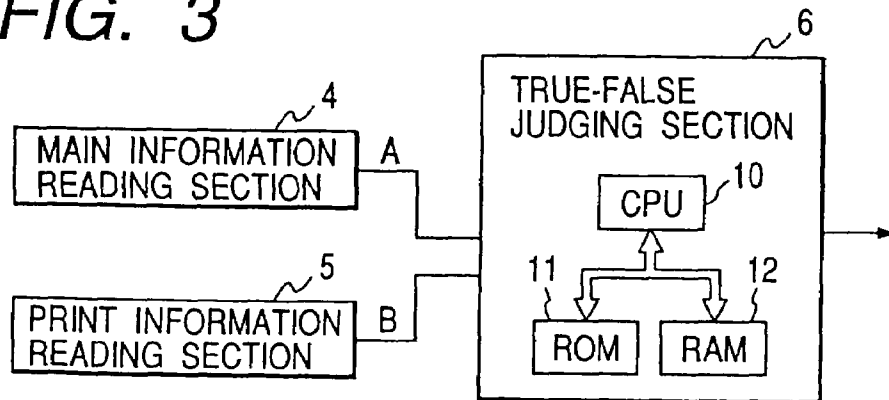 FIG. 3
4
MAIN INFORMATION
READING SECTION
A
5
PRINT INFORMATION
READING SECTION
B
6
TRUE-FALSE
JUDGING SECTION
CPU
10
11
ROM
12
RAM